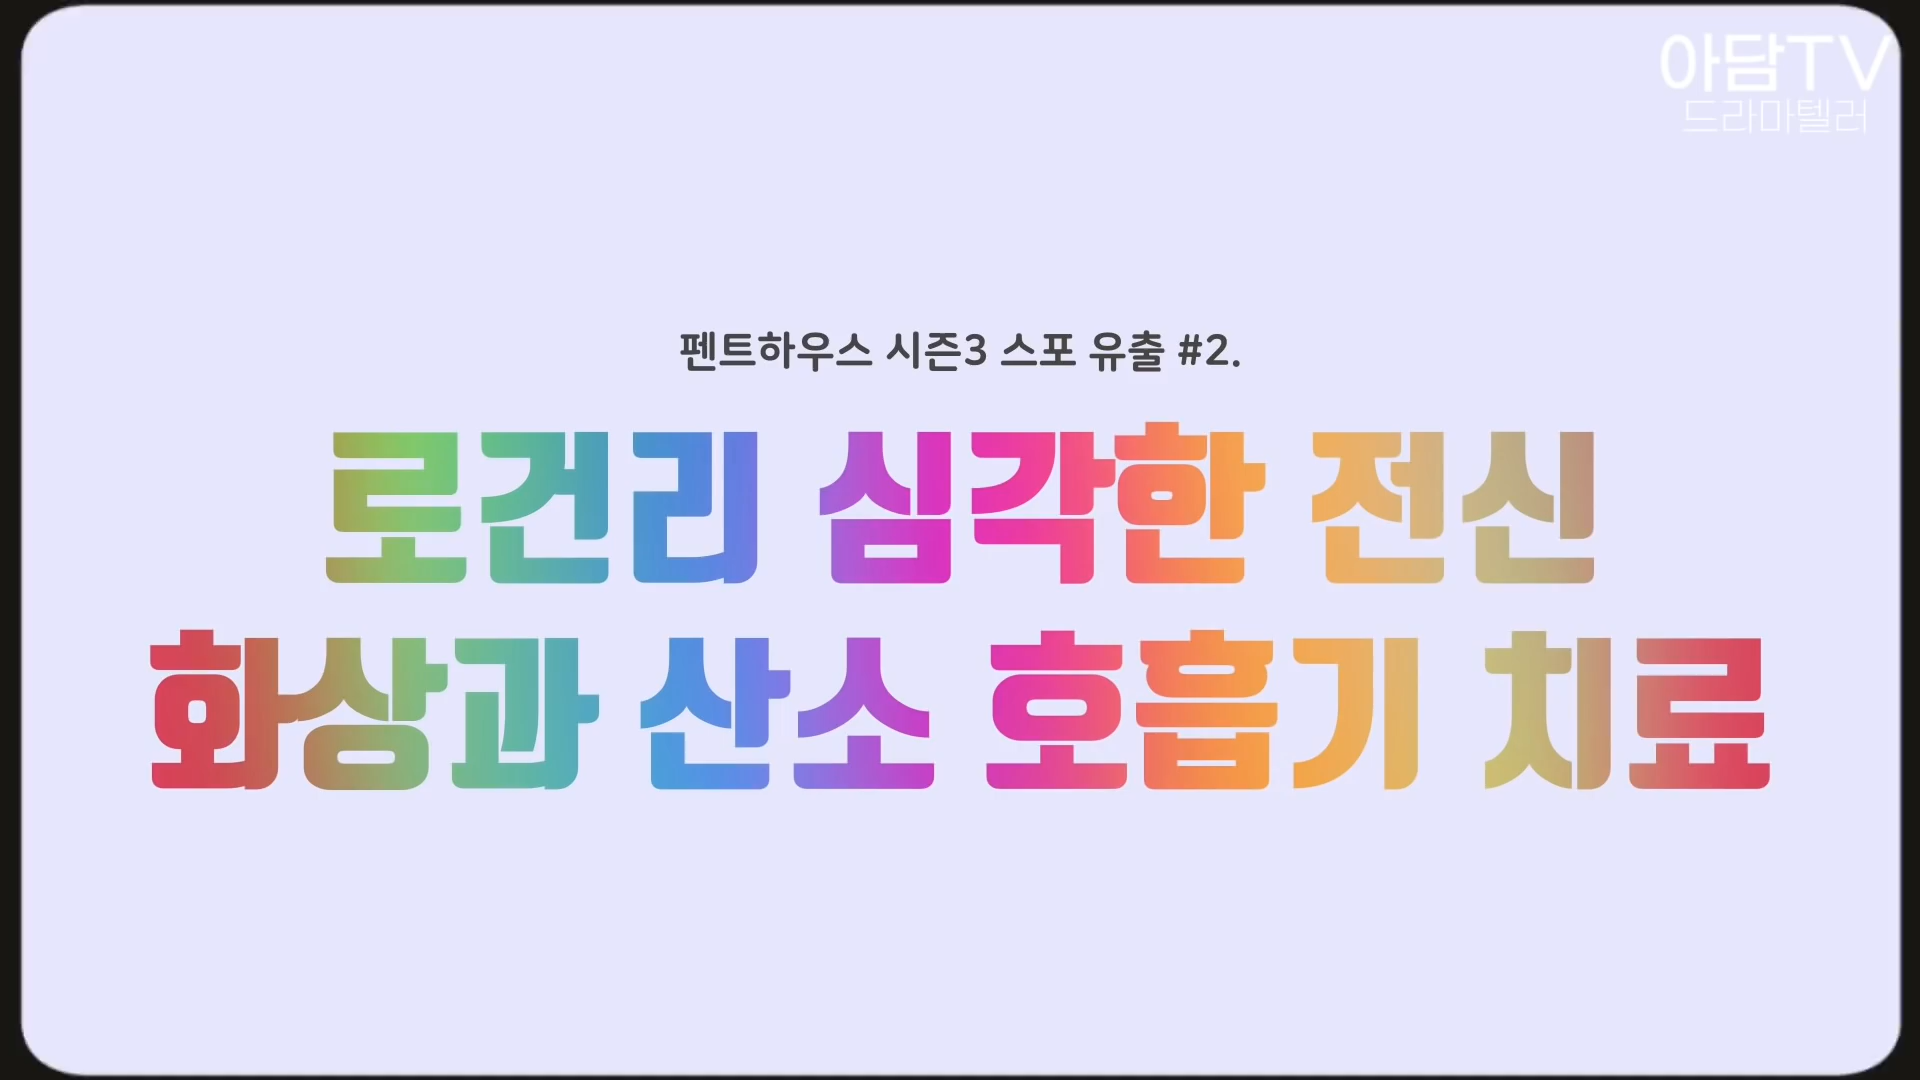 아담TV
드라마텔러
펜트하우스 시즌3 스포 유출 #2.
로건리 심각한 전신
화상과 산소 호흡기 치료